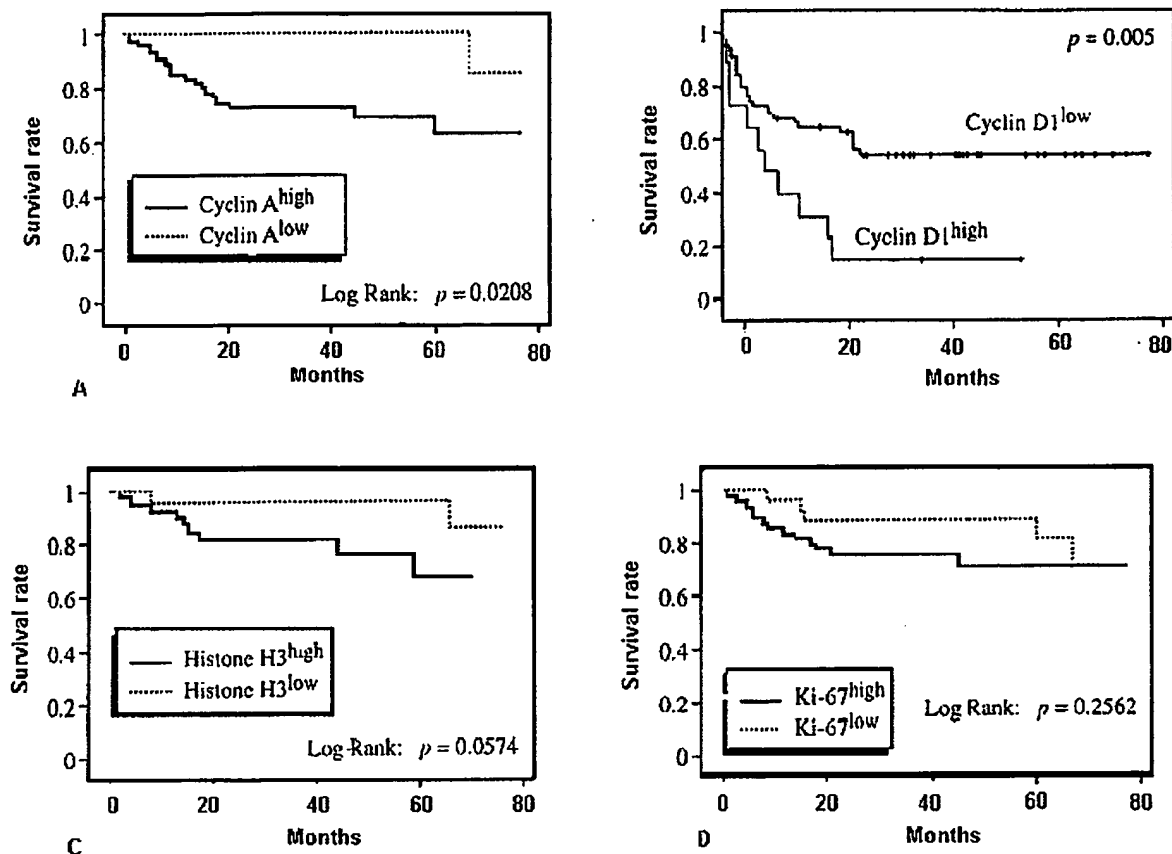 1
0.8
0.6
0.4
0.2
0
Survival rate
Cyclin A^high
Cyclin A^low
Log Rank: p = 0.0208
0 20 40 60 80
Months
A
1
0.8
0.6
0.4
0.2
0
Survival rate
p = 0.005
Cyclin D1^low
Cyclin D1^high
0 20 40 60 80
Months
1
0.8
0.6
0.4
0.2
0
Survival rate
Histone H3^high
Histone H3^low
Log-Rank: p = 0.0574
0 20 40 60 80
Months
C
1
0.8
0.6
0.4
0.2
0
Survival rate
Ki-67^high
Ki-67^low
Log Rank: p = 0.2562
0 20 40 60 80
Months
D